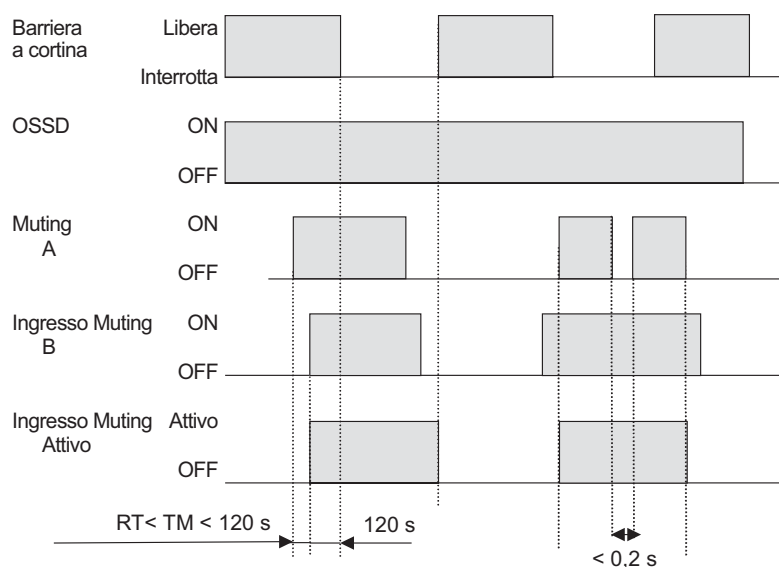 Barriera
a cortina
Libera
Interrotta
OSSD
ON
OFF
Muting
A
ON
OFF
Ingresso Muting
B
ON
OFF
Ingresso Muting
Attivo
Attivo
OFF
RT< TM < 120 s
120 s
< 0,2 s